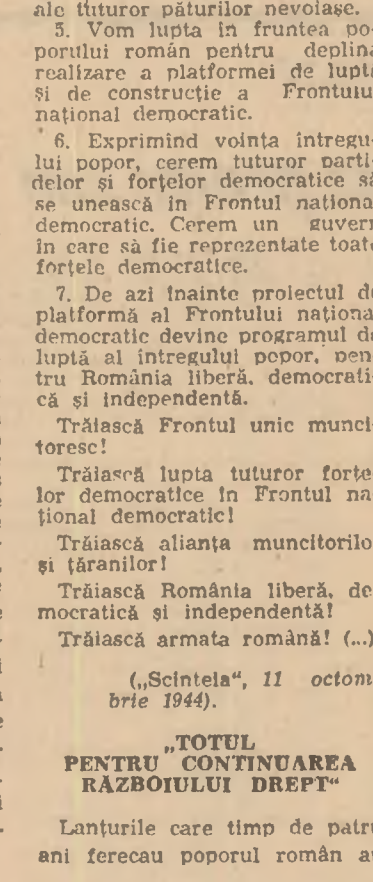 ale tuturor păturilor nevoiașe.
5. Vom lupta în fruntea po-
porului român pentru deplina
realizare a platformei de luptă
și de construcție a Frontului
național democratic.
6. Exprimînd voința întregu-
lui popor, cerem tuturor parti-
delor și forțelor democratice să
se unească în Frontul național
democratic. Cerem un guvern
în care să fie reprezentate toate
forțele democratice.
7. De azi înainte proiectul de
platformă al Frontului național
democratic devine programul de
luptă al întregului popor, pen-
tru România liberă, democrati-
că și independentă.
Trăiască Frontul unic munci-
toresc!
Trăiască lupta tuturor forțe-
lor democratice în Frontul na-
țional democratic!
Trăiască alianța muncitorilo
și țăranilor!
Trăiască România liberă, de-
mocratică și independentă!
Trăiască armata română! (...)
(„Scînteia“, 11 octom-
brie 1944).
„TOTUL
PENTRU CONTINUAREA
RĂZBOIULUI DREPT“
Lanțurile care timp de patru
ani ferecau poporul român au